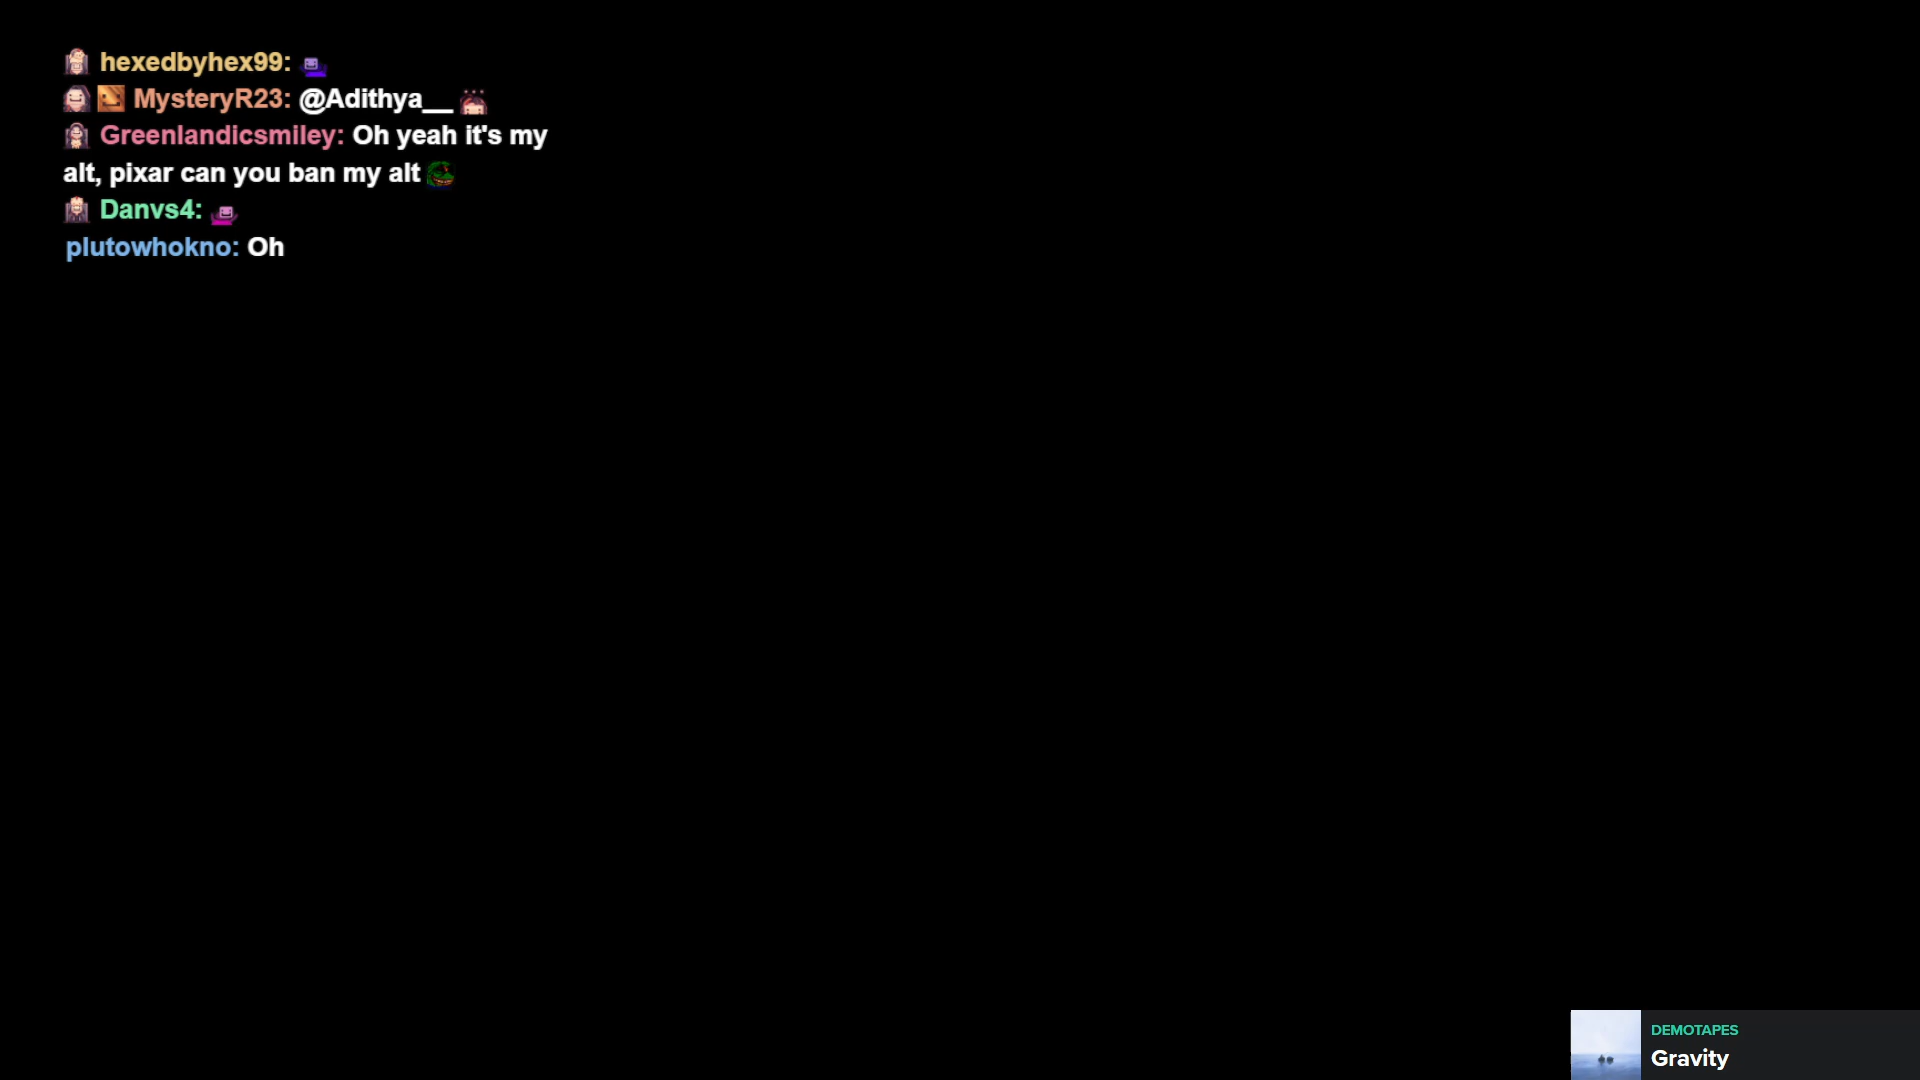 hexedbyhex99:
MysteryR23: @Adithya__
Greenlandicsmiley: Oh yeah it's my
alt, pixar can you ban my alt
Danvs4:
plutowhokno: Oh
DEMOTAPES
Gravity